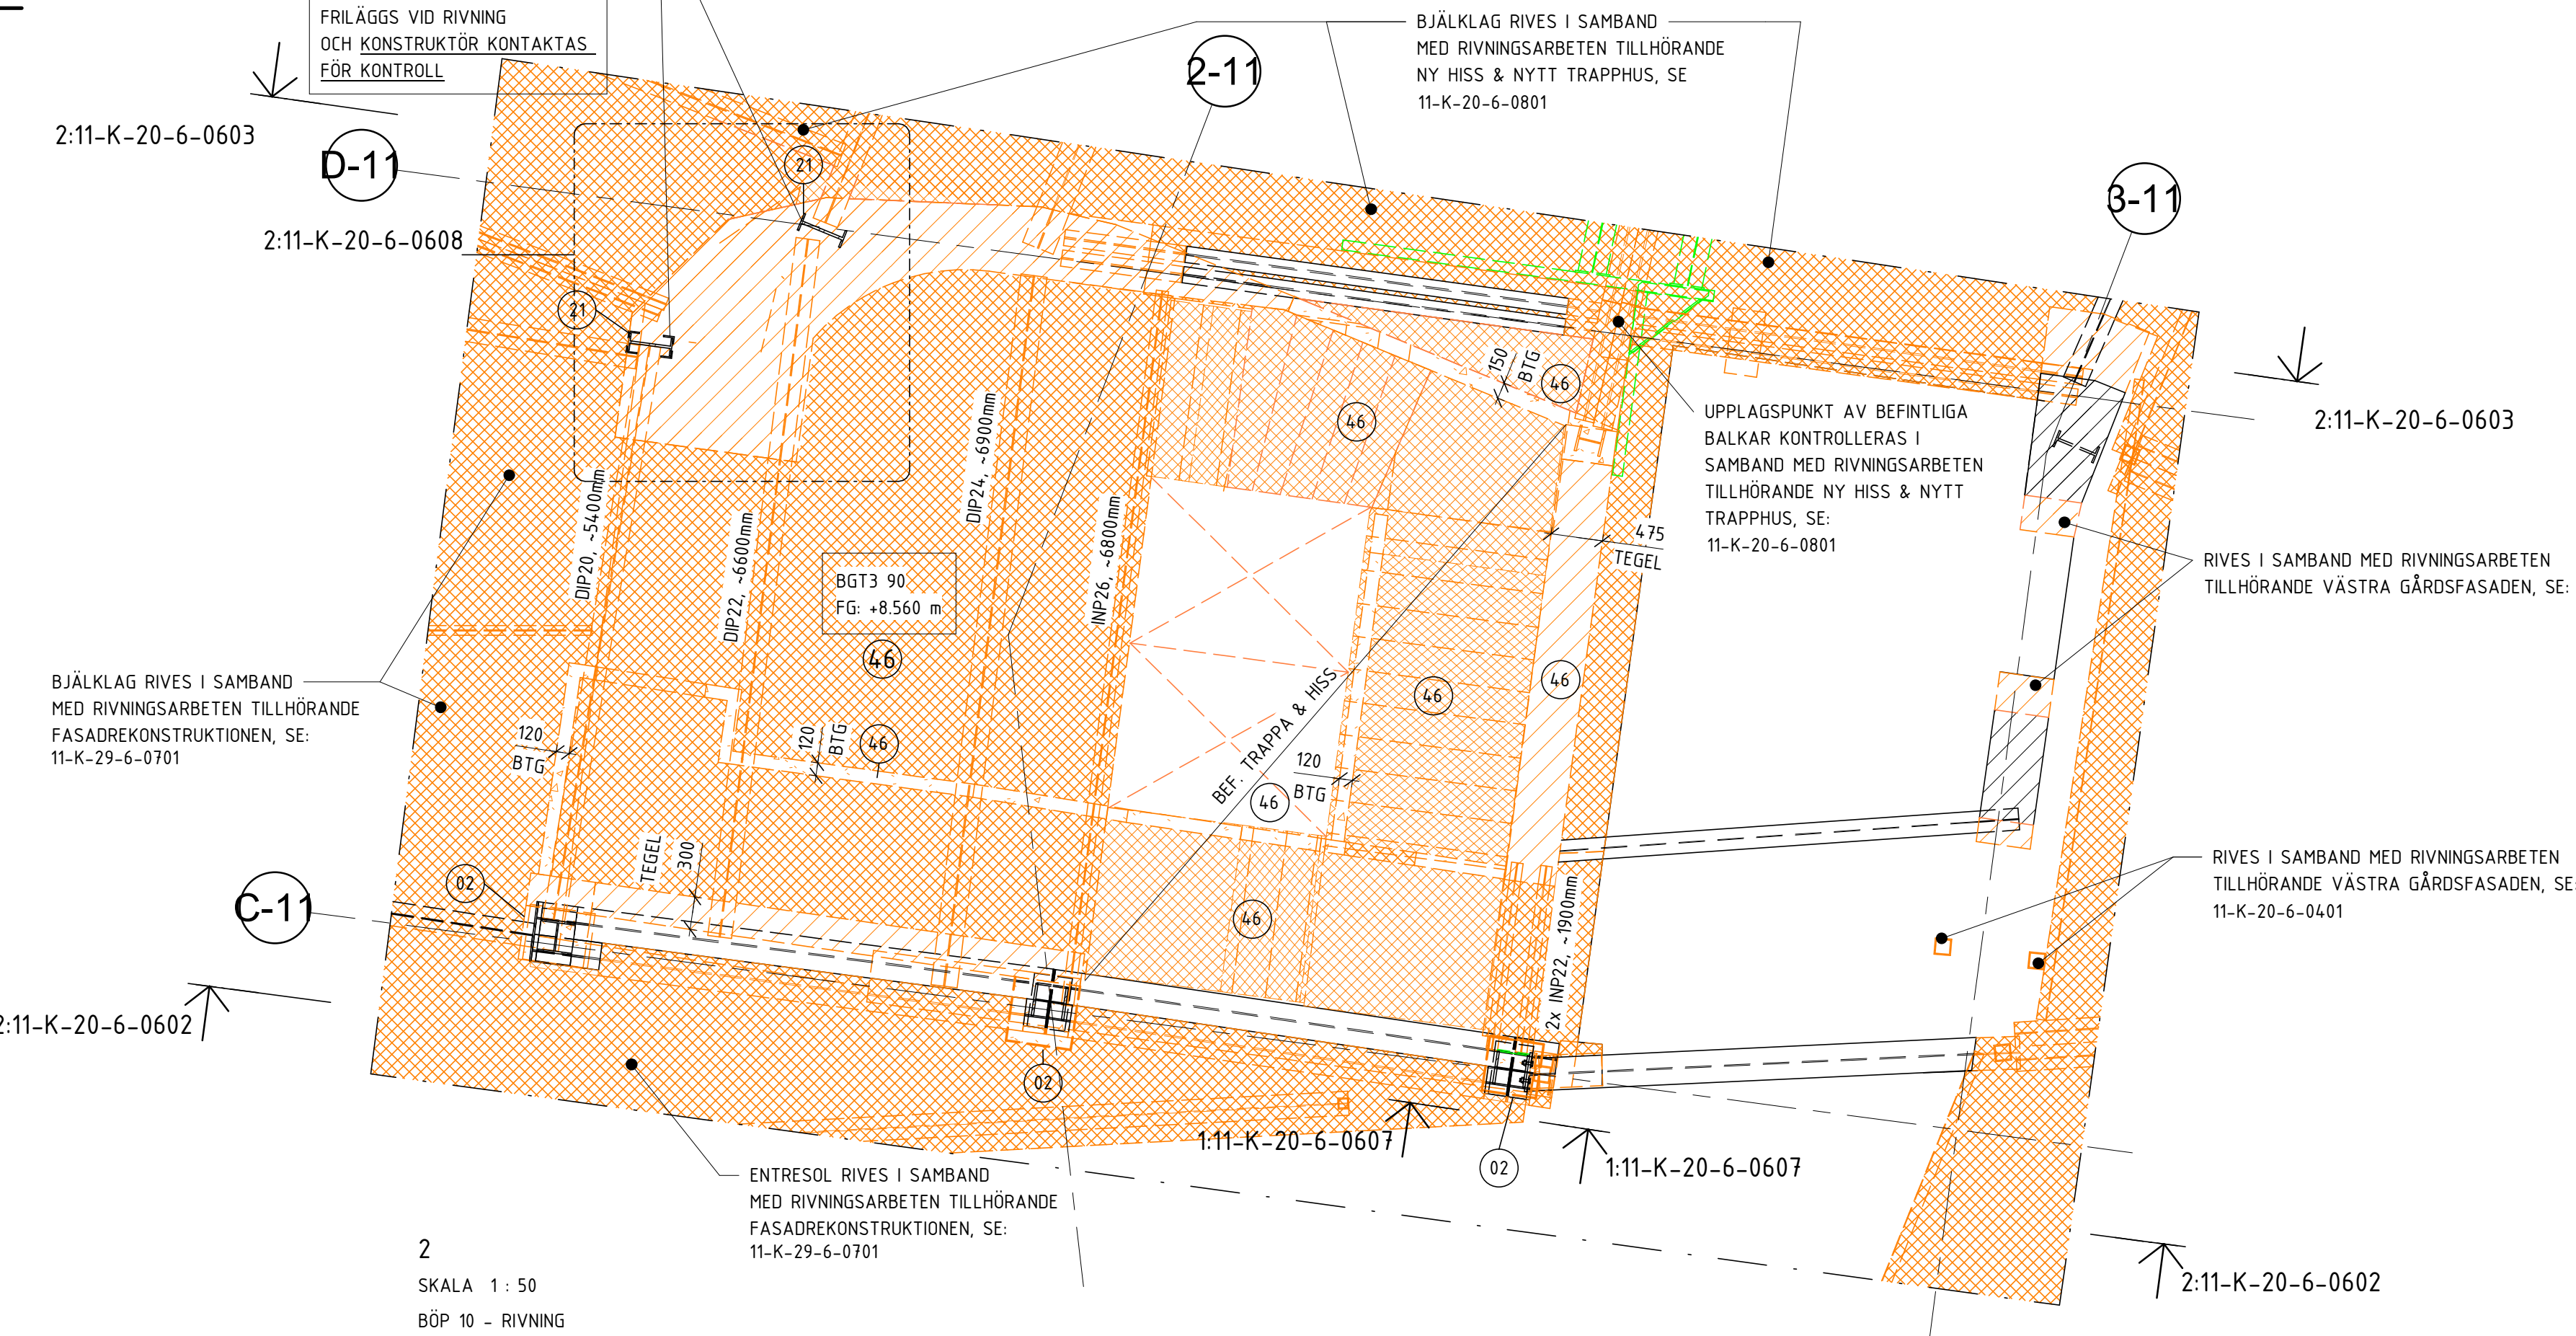 FRILÄGGS VID RIVNING
OCH KONSTRUKTÖR KONTAKTAS
FÖR KONTROLL
BJÄLKLAG RIVES I SAMBAND
MED RIVNINGSARBETEN TILLHÖRANDE
NY HISS & NYTT TRAPPHUS, SE
11-K-20-6-0801
2-11
2:11-K-20-6-0603
D-11
21
3-11
2:11-K-20-6-0608
21
150
BTG
46
46
2:11-K-20-6-0603
UPPLAGSPUNKT AV BEFINTLIGA
BALKAR KONTROLLERAS I
SAMBAND MED RIVNINGSARBETEN
TILLHÖRANDE NY HISS & NYTT
TRAPPHUS, SE:
11-K-20-6-0801
DIP20, ~5400mm
DIP22, ~6600mm
DIP24, ~6900mm
INP26, ~6800mm
475
TEGEL
RIVES I SAMBAND MED RIVNINGSARBETEN
TILLHÖRANDE VÄSTRA GÅRDSFASADEN, SE:
BGT3 90
FG: +8.560 m
46
46
46
BJÄLKLAG RIVES I SAMBAND
MED RIVNINGSARBETEN TILLHÖRANDE
FASADREKONSTRUKTIONEN, SE:
11-K-29-6-0701
120
BTG
120
BTG
46
BEF. TRAPPA & HISS
120
BTG
46
TEGEL
300
02
C-11
46
2x INP22, ~1900mm
RIVES I SAMBAND MED RIVNINGSARBETEN
TILLHÖRANDE VÄSTRA GÅRDSFASADEN, SE:
11-K-20-6-0401
2:11-K-20-6-0602
02
1:11-K-20-6-0607
02
1:11-K-20-6-0607
ENTRESOL RIVES I SAMBAND
MED RIVNINGSARBETEN TILLHÖRANDE
FASADREKONSTRUKTIONEN, SE:
11-K-29-6-0701
2:11-K-20-6-0602
2
SKALA 1 : 50
BÖP 10 - RIVNING